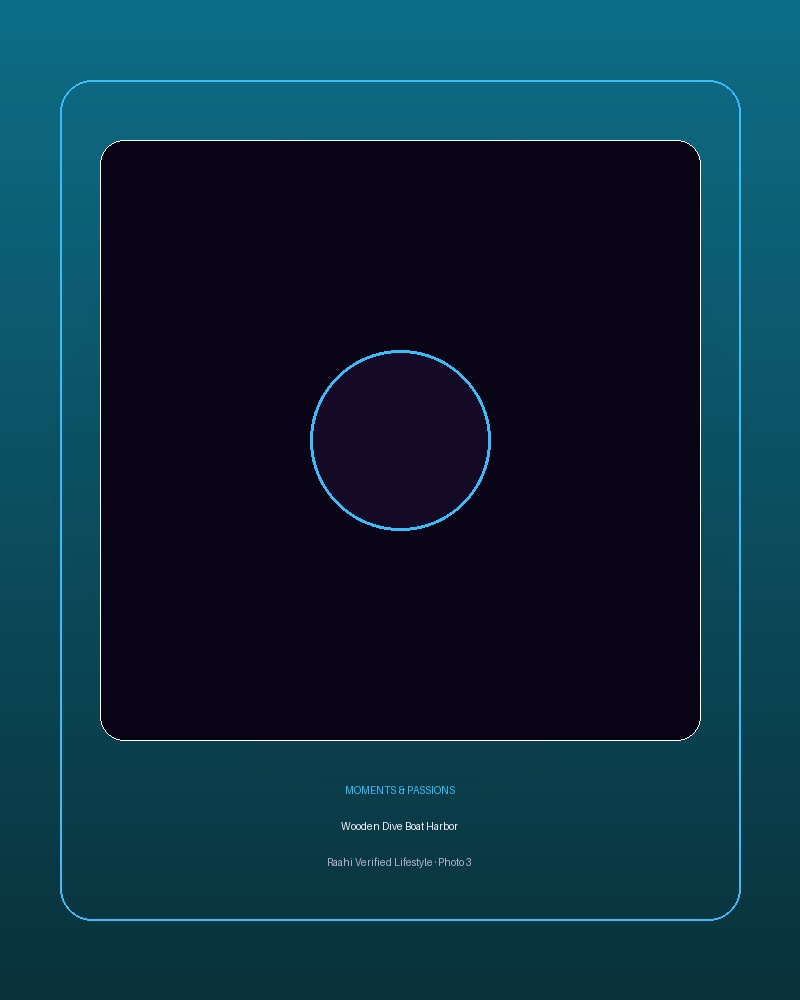 MOMENTS & PASSIONS
Wooden Dive Boat Harbor
Raahi Verified Lifestyle · Photo 3